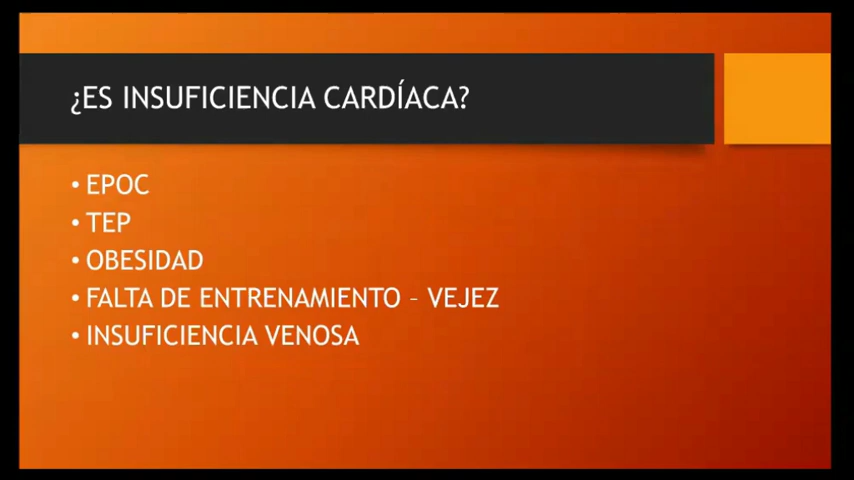 ¿ES INSUFICIENCIA CARDÍACA?
• EPOC
• TEP
• OBESIDAD
• FALTA DE ENTRENAMIENTO – VEJEZ
• INSUFICIENCIA VENOSA